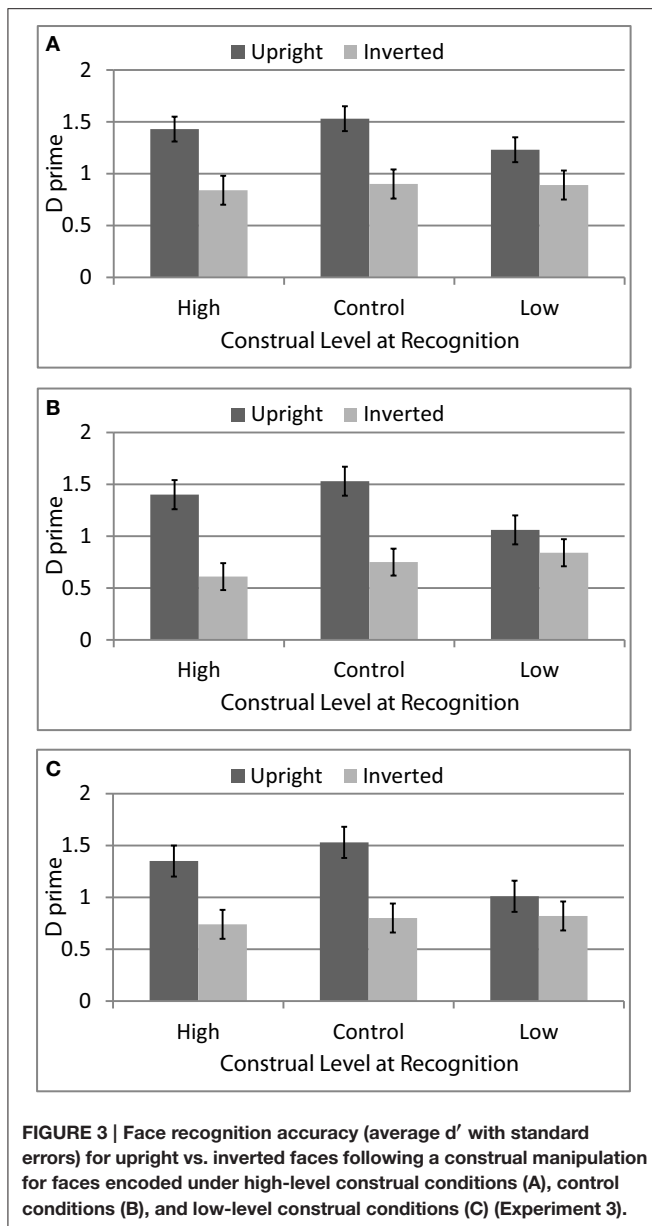 A
Upright Inverted
2
1.5
1
0.5
0
D prime
High Control Low
Construal Level at Recognition
B
Upright Inverted
2
1.5
1
0.5
0
D prime
High Control Low
Construal Level at Recognition
C
Upright Inverted
2
1.5
1
0.5
0
D prime
High Control Low
Construal Level at Recognition
FIGURE 3 | Face recognition accuracy (average d′ with standard
errors) for upright vs. inverted faces following a construal manipulation
for faces encoded under high-level construal conditions (A), control
conditions (B), and low-level construal conditions (C) (Experiment 3).